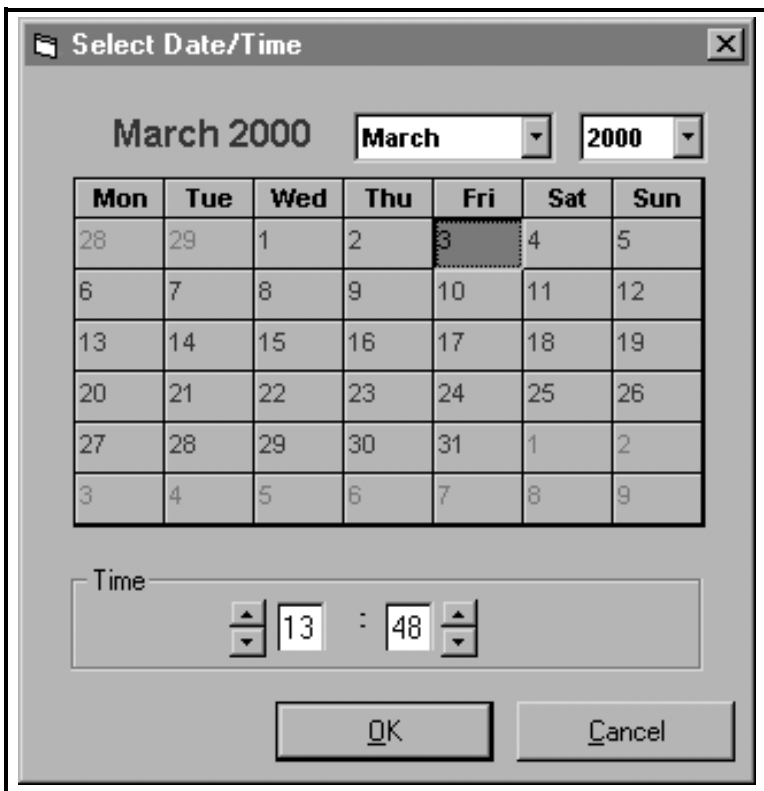 Select Date/Time
March 2000 March 2000
Mon Tue Wed Thu Fri Sat Sun
28 29 1 2 3 4 5
6 7 8 9 10 11 12
13 14 15 16 17 18 19
20 21 22 23 24 25 26
27 28 29 30 31 1 2
3 4 5 6 7 8 9
Time
13 : 48
OK Cancel